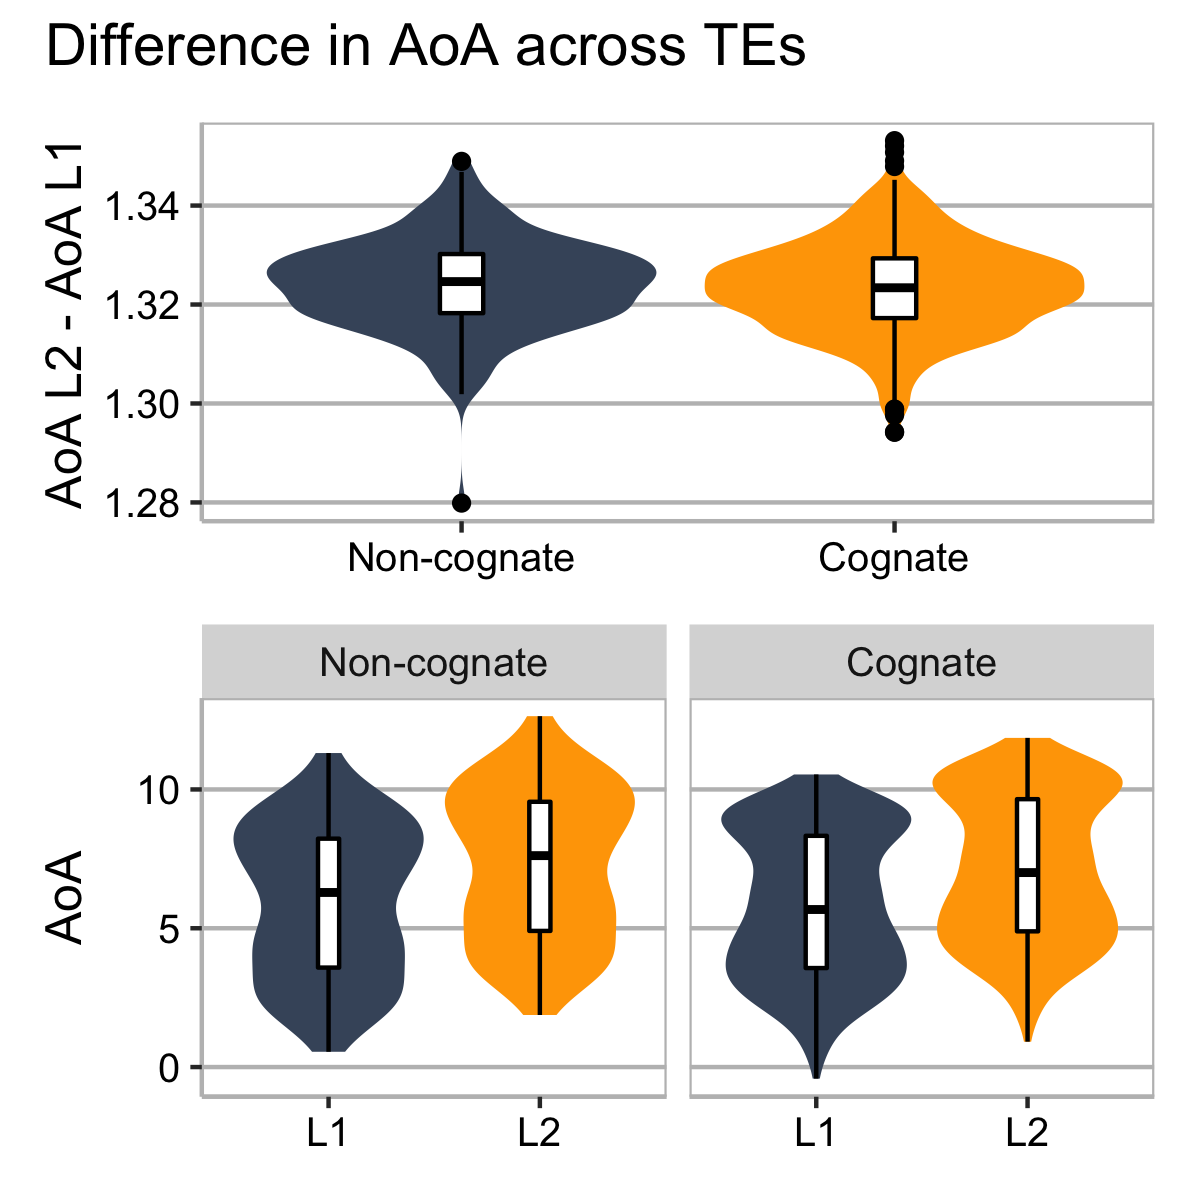 Difference in AoA across TEs
AoA L2 - AoA L1
1.34
1.32
1.30
1.28
Non-cognate Cognate
Non-cognate Cognate
AoA
10
5
0
L1 L2 L1 L2